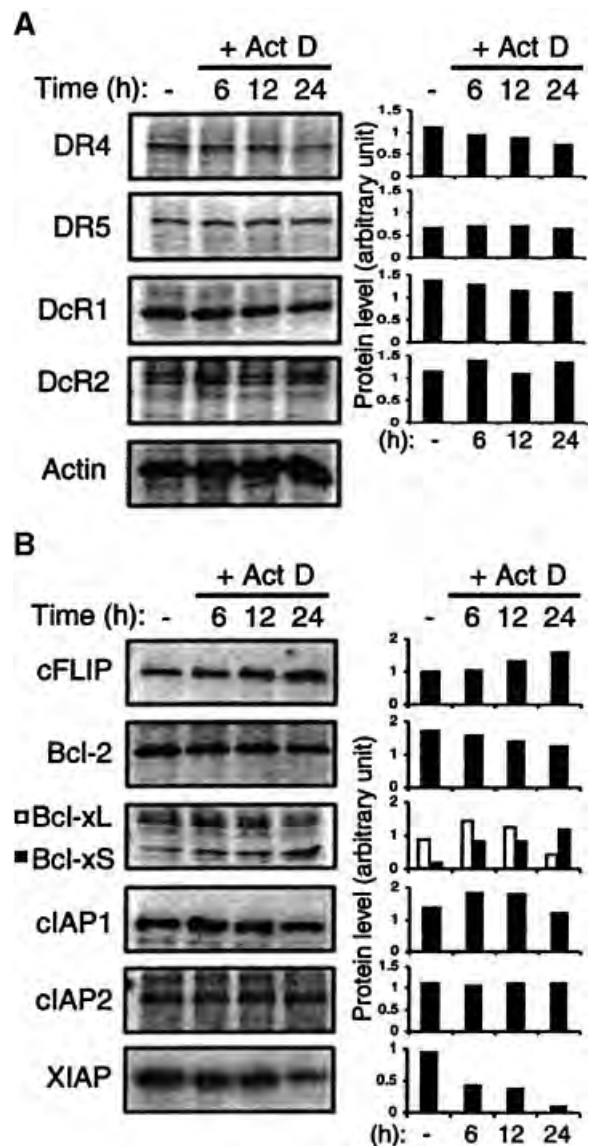 A
+ Act D
+ Act D
Time (h): - 6 12 24
- 6 12 24
DR4
1.5
1
0.5
0
DR5
1.5
1
0.5
0
DcR1
1.5
1
0.5
0
DcR2
1.5
1
0.5
0
Protein level (arbitrary unit)
(h): - 6 12 24
Actin
B
+ Act D
+ Act D
Time (h): - 6 12 24
- 6 12 24
cFLIP
2
1
0
Bcl-2
2
1
0
Bcl-xL
Bcl-xS
2
1
0
cIAP1
2
1
0
cIAP2
2
1
0
XIAP
1
0.5
0
Protein level (arbitrary unit)
(h): - 6 12 24